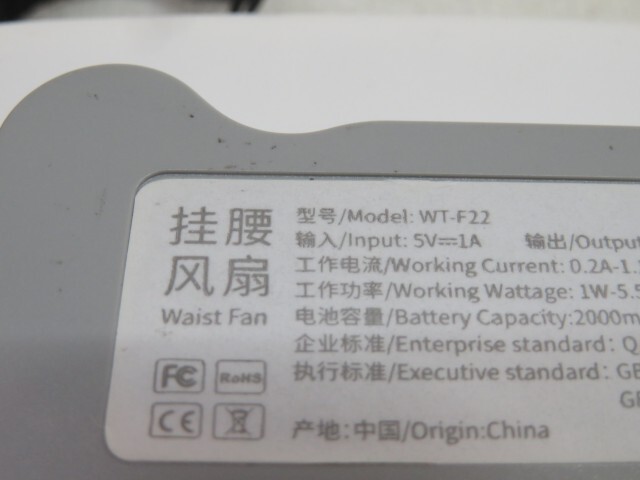 挂腰
风扇
Waist Fan
FC RoHS
CE
型号/Model: WT-F22
输入/Input: 5V⎓1A 输出/Output
工作电流/Working Current: 0.2A-1.
工作功率/Working Wattage: 1W-5.5
电池容量/Battery Capacity:2000m
企业标准/Enterprise standard: Q
执行标准/Executive standard: GB
GB
产地:中国/Origin:China